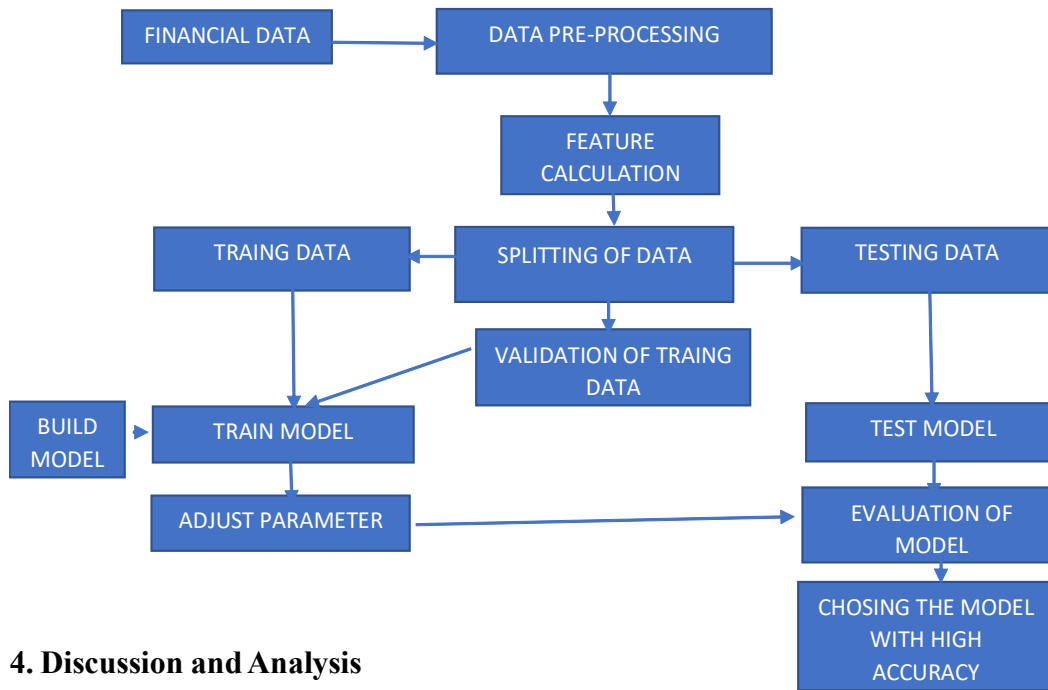 FINANCIAL DATA
DATA PRE-PROCESSING
FEATURE
CALCULATION
TRAING DATA
SPLITTING OF DATA
TESTING DATA
VALIDATION OF TRAING
DATA
BUILD
MODEL
TRAIN MODEL
TEST MODEL
ADJUST PARAMETER
EVALUATION OF
MODEL
CHOSING THE MODEL
WITH HIGH
ACCURACY
4. Discussion and Analysis